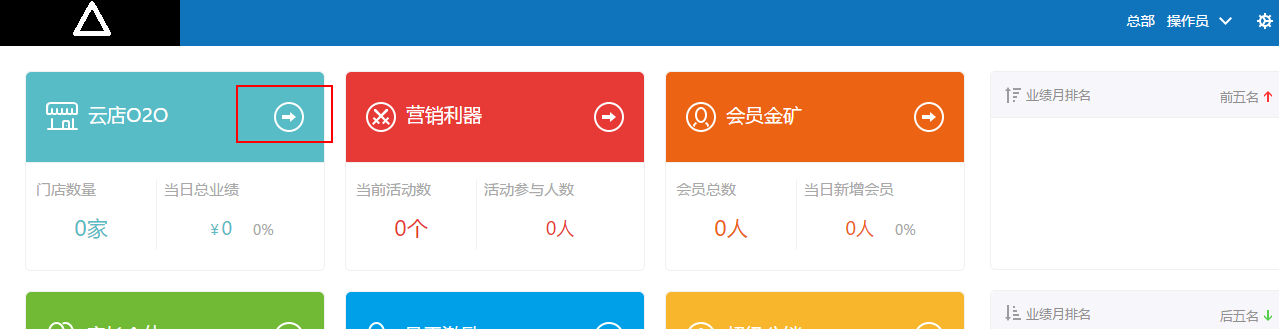 总部 操作员
云店O2O
门店数量 当日总业绩
0家 ¥0 0%
营销利器
当前活动数 活动参与人数
0个 0人
会员金矿
会员总数 当日新增会员
0人 0人 0%
业绩月排名 前五名
业绩月排名 后五名